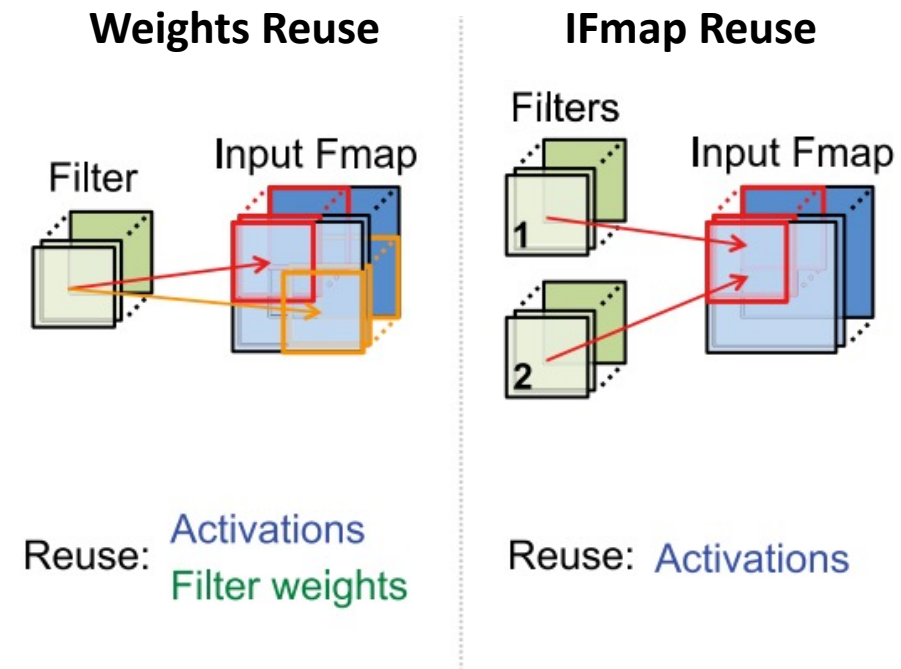 Weights Reuse
Filter
Input Fmap
Reuse:
Activations
Filter weights
IFmap Reuse
Filters
Input Fmap
1
2
Reuse: Activations